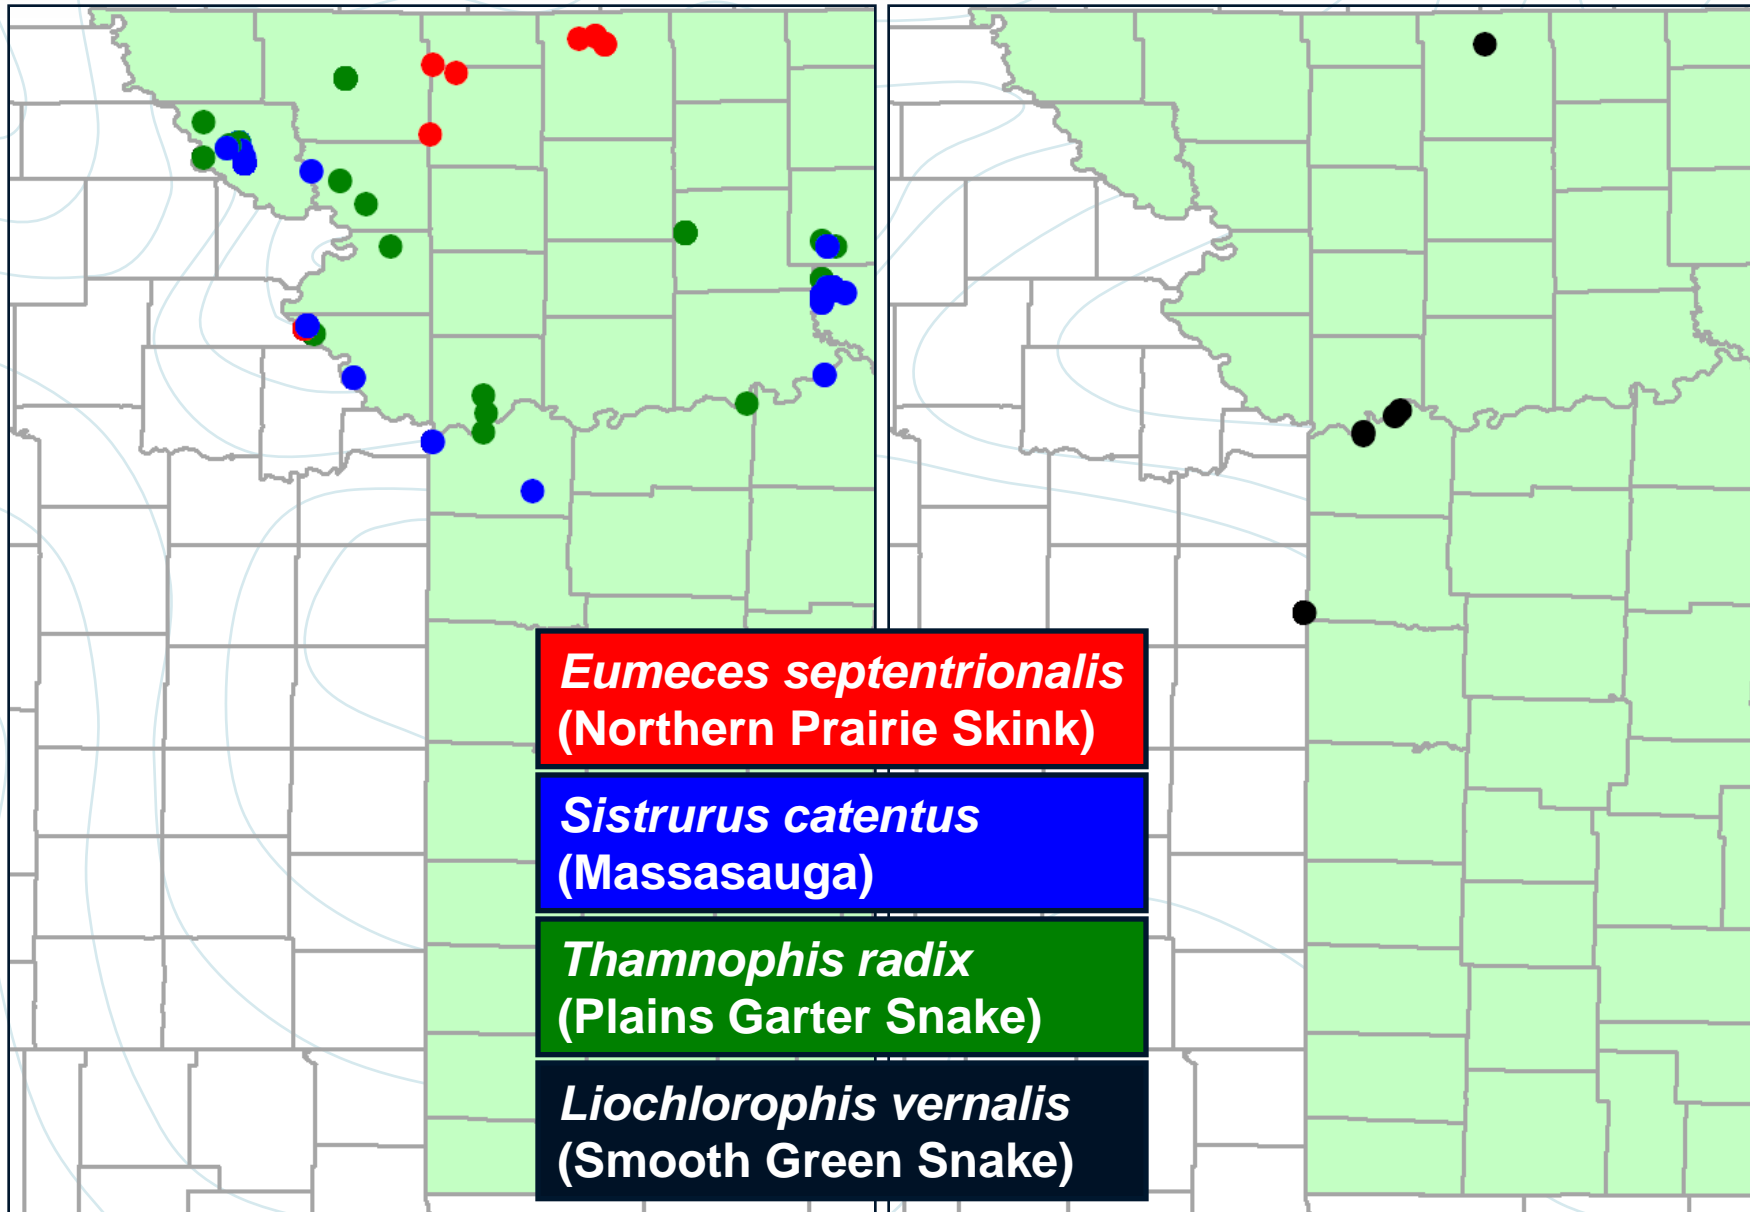 Eumeces septentrionalis
(Northern Prairie Skink)
Sistrurus catentus
(Massasauga)
Thamnophis radix
(Plains Garter Snake)
Liochlorophis vernalis
(Smooth Green Snake)